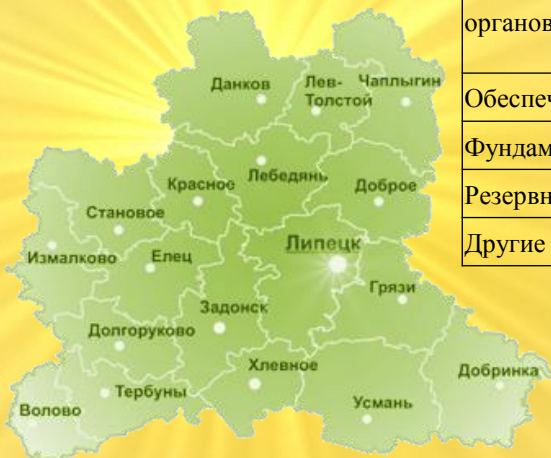 органов
Обеспеч
Фундам
Резервн
Другие
Данков
Лев-
Толстой
Чаплыгин
Красное
Лебедянь
Доброе
Становое
Измалково
Елец
Липецк
Грязи
Задонск
Долгоруково
Хлевное
Добринка
Тербуны
Волово
Усмань